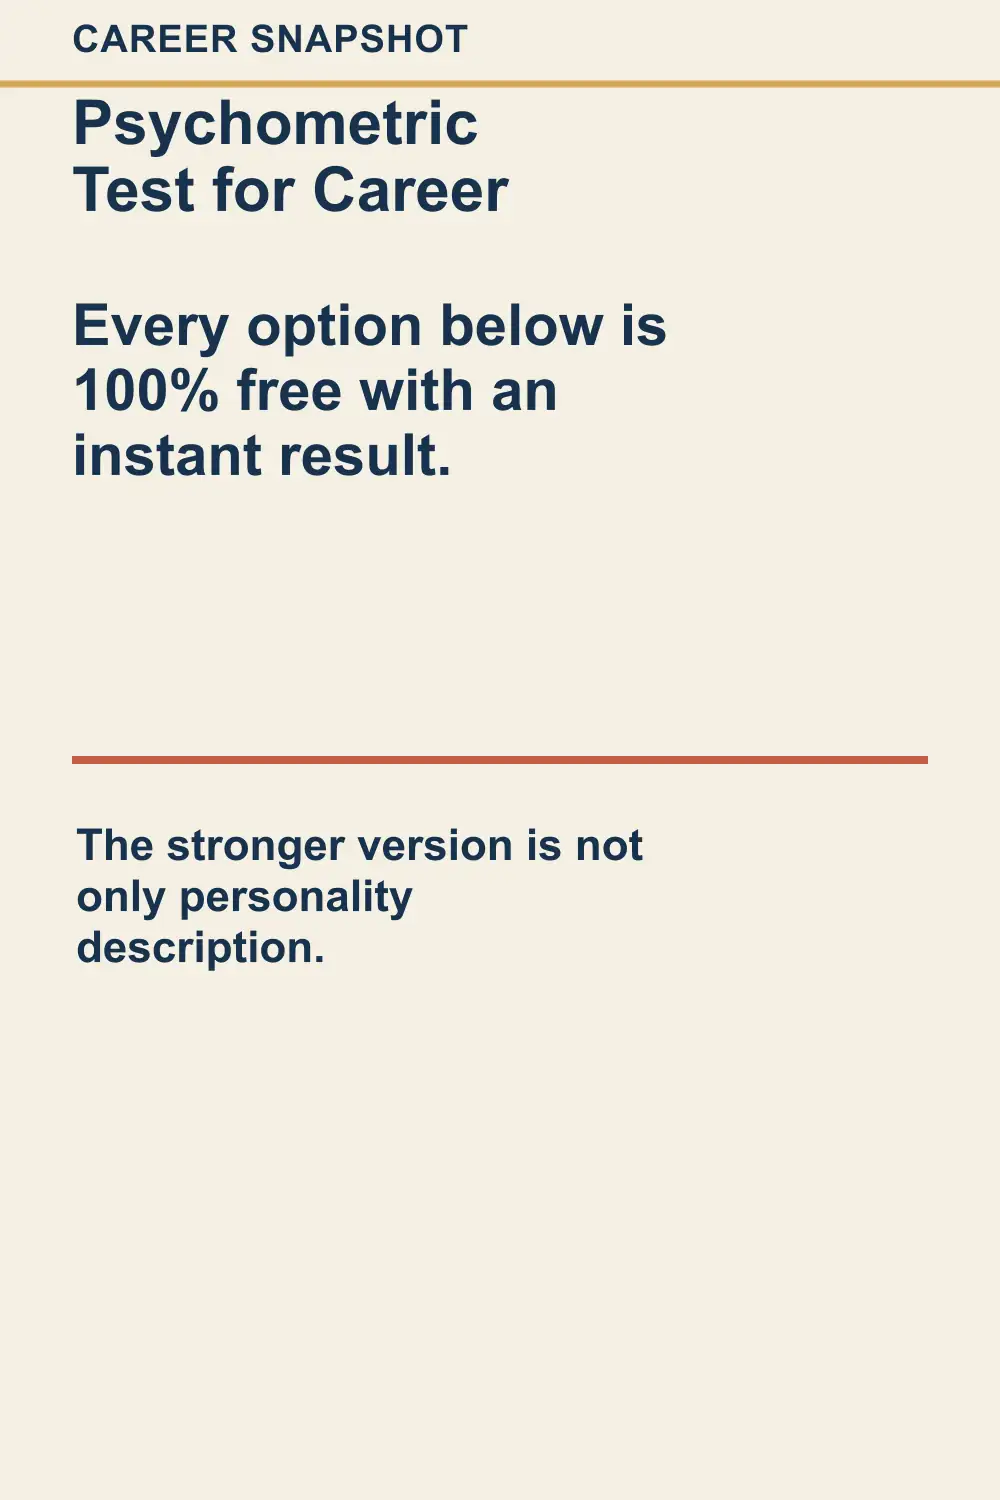 CAREER SNAPSHOT
Psychometric
Test for Career
Every option below is
100% free with an
instant result.
The stronger version is not
only personality
description.